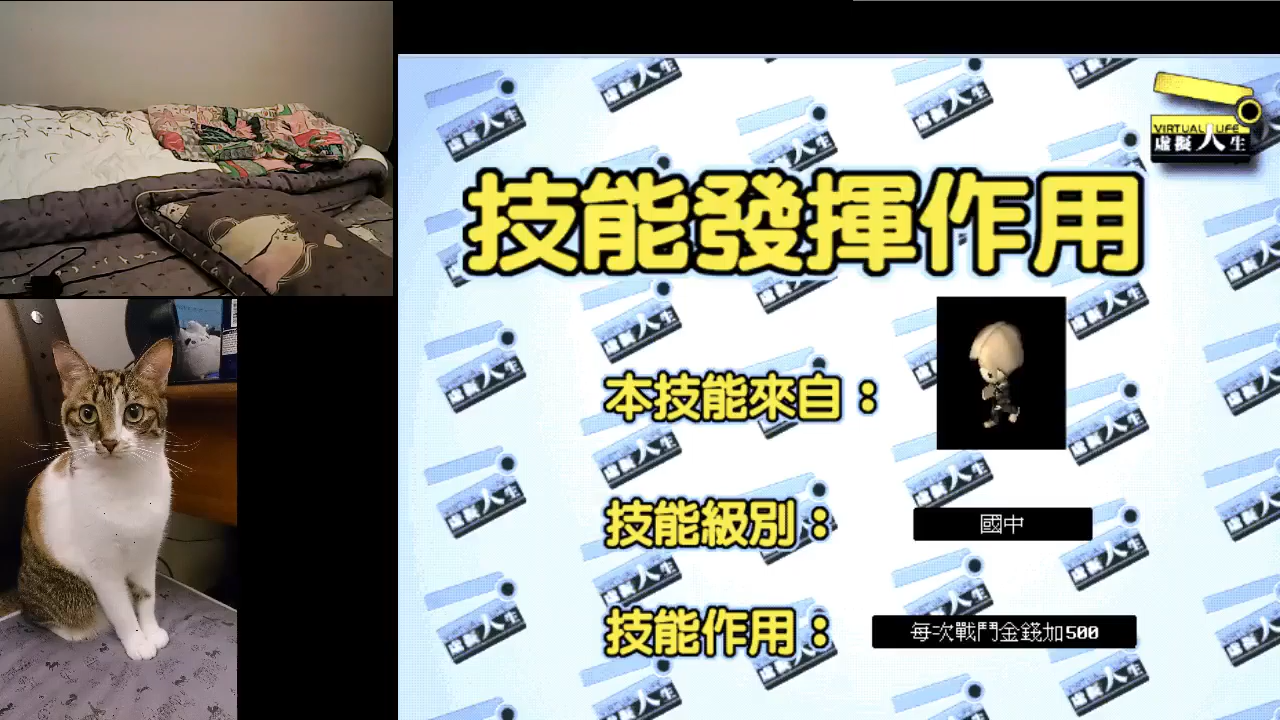 VIRTUAL LIFE
虛擬人生
技能發揮作用
本技能來自：
技能級別：
國中
技能作用：
每次戰鬥金錢加500